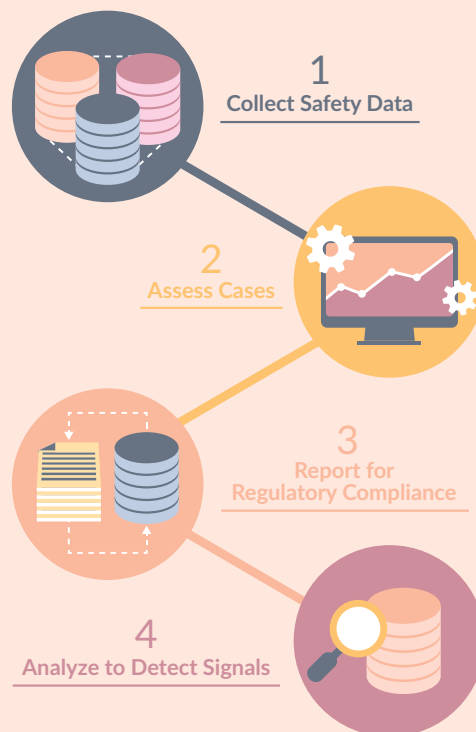 1
Collect Safety Data
2
Assess Cases
3
Report for
Regulatory Compliance
4
Analyze to Detect Signals